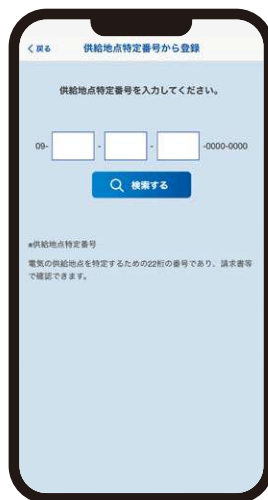 く戻る 供給地点特定番号から登録
供給地点特定番号を入力してください。
09- - - -0000-0000
検索する
●供給地点特定番号
電気の供給地点を特定するための22桁の番号であり、請求書等
で確認できます。